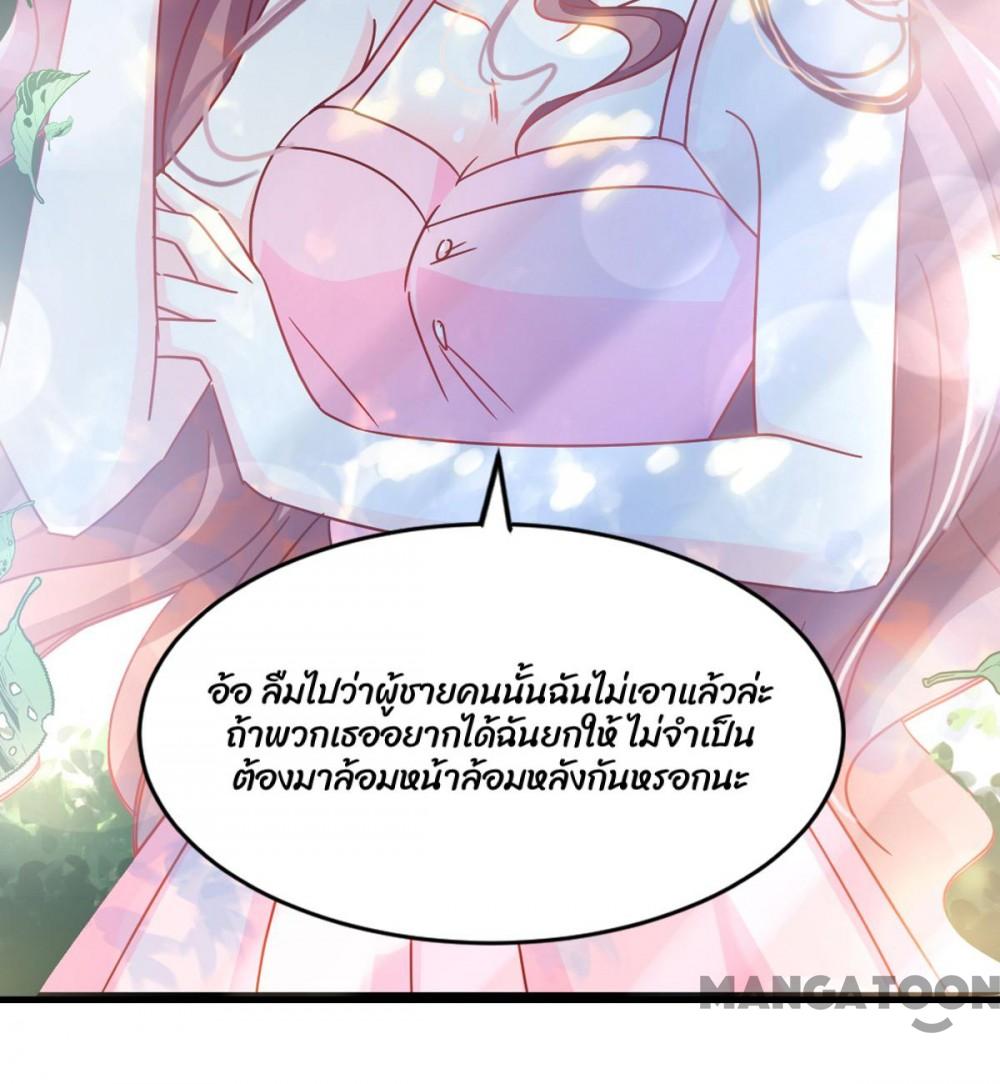 อ้อ ลืมไปว่าผู้ชายคนนั้นฉันไม่เอาแล้วล่ะ
ถ้าพวกเธออยากได้ฉันยกให้ ไม่จำเป็น
ต้องมาล้อมหน้าล้อมหลังกันหรอกนะ
MANGATOON